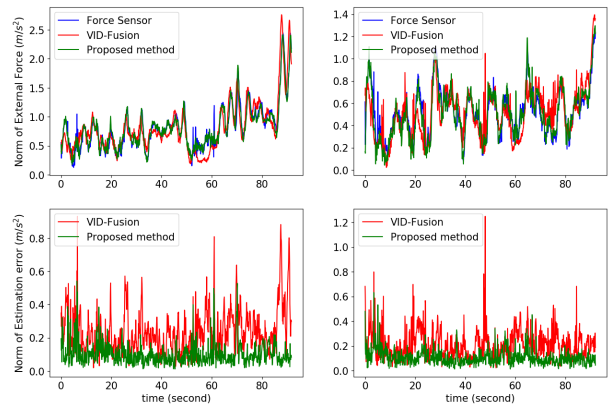 Norm of External Force (m/s²)
2.5
2.0
1.5
1.0
0.5
0.0
Force Sensor
VID-Fusion
Proposed method
0 20 40 60 80
1.4
1.2
1.0
0.8
0.6
0.4
0.2
0.0
Force Sensor
VID-Fusion
Proposed method
0 20 40 60 80
Norm of Estimation error (m/s²)
0.8
0.6
0.4
0.2
0.0
VID-Fusion
Proposed method
0 20 40 60 80
time (second)
1.2
1.0
0.8
0.6
0.4
0.2
0.0
VID-Fusion
Proposed method
0 20 40 60 80
time (second)